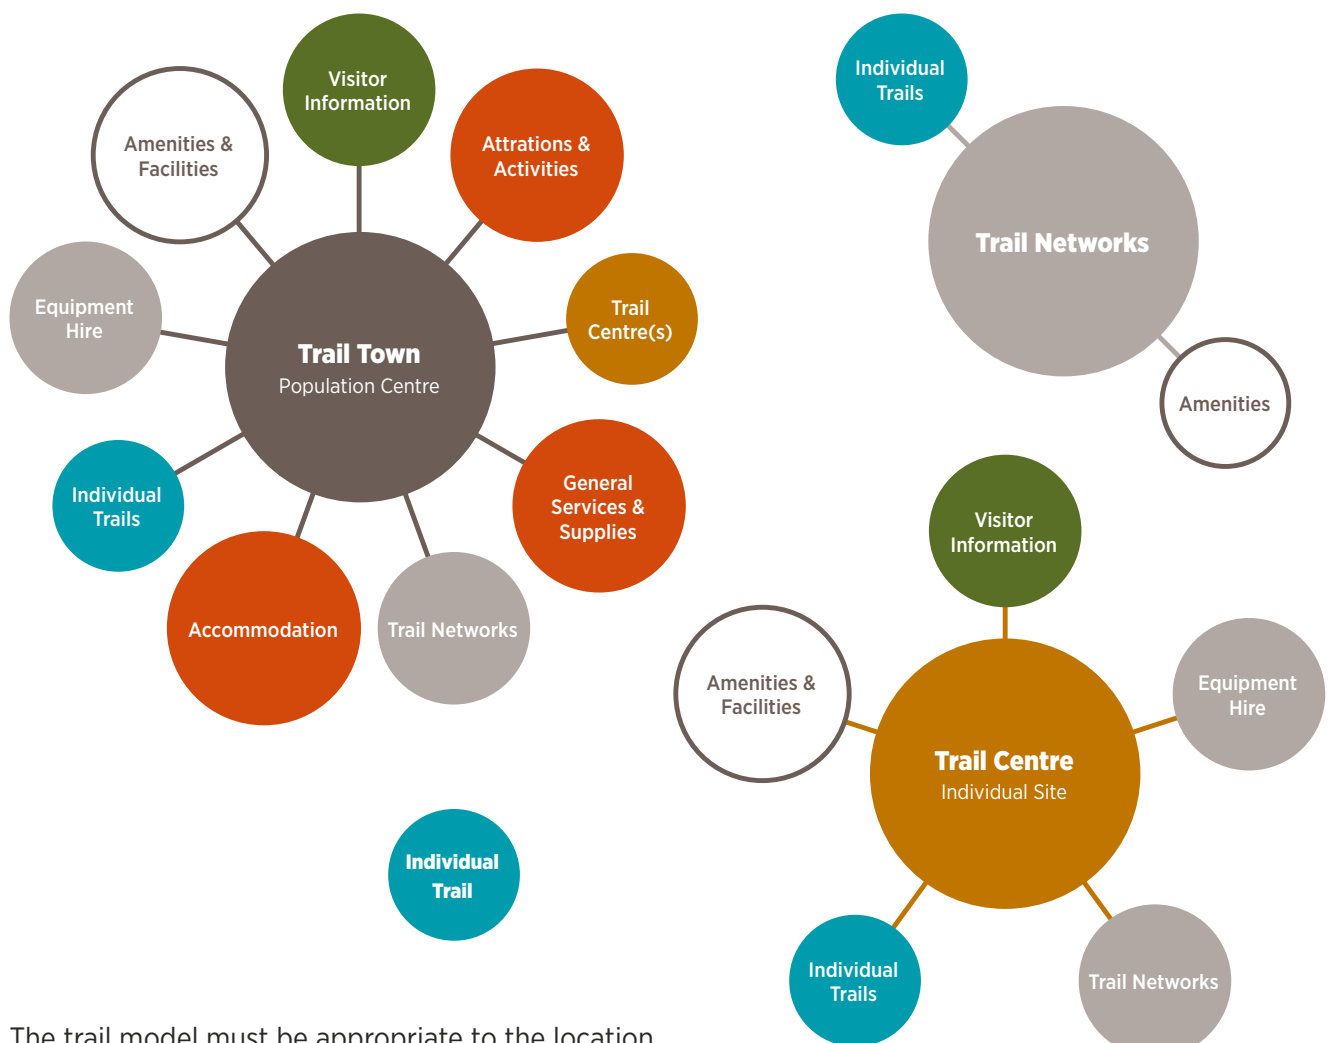 Visitor
Information
Amenities &
Facilities
Attrations &
Activities
Equipment
Hire
Trail Town
Population Centre
Trail
Centre(s)
Individual
Trails
General
Services &
Supplies
Accommodation
Trail Networks
Individual
Trail
Individual
Trails
Trail Networks
Amenities
Visitor
Information
Amenities &
Facilities
Equipment
Hire
Trail Centre
Individual Site
Individual
Trails
Trail Networks
The trail model must be appropriate to the location